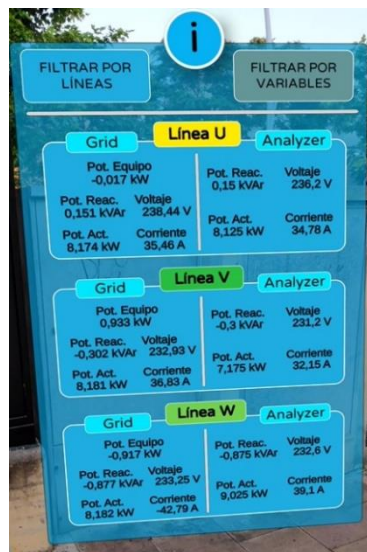 i
FILTRAR POR LÍNEAS
FILTRAR POR VARIABLES
Línea U
Grid
Pot. Equipo
-0,017 kW
Pot. Reac. Voltaje
0,151 kVAr 238,44 V
Pot. Act. Corriente
8,174 kW 35,46 A
Analyzer
Pot. Reac. Voltaje
0,15 kVAr 236,2 V
Pot. Act. Corriente
8,125 kW 34,78 A
Línea V
Grid
Pot. Equipo
0,933 kW
Pot. Reac. Voltaje
-0,302 kVAr 232,93 V
Pot. Act. Corriente
8,181 kW 36,83 A
Analyzer
Pot. Reac. Voltaje
-0,3 kVAr 231,2 V
Pot. Act. Corriente
7,175 kW 32,15 A
Línea W
Grid
Pot. Equipo
-0,917 kW
Pot. Reac. Voltaje
-0,877 kVAr 233,25 V
Pot. Act. Corriente
8,182 kW -42,79 A
Analyzer
Pot. Reac. Voltaje
-0,875 kVAr 232,6 V
Pot. Act. Corriente
9,025 kW 39,1 A